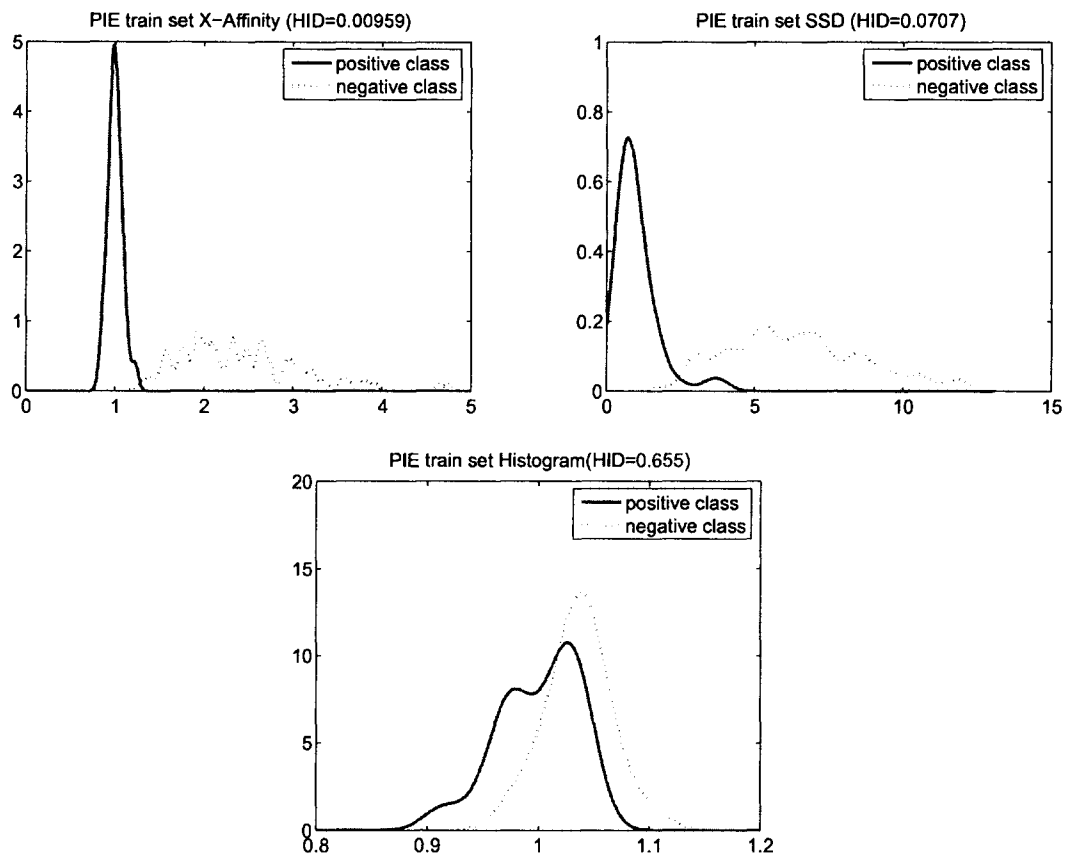 PIE train set X-Affinity (HID=0.00959)
positive class
negative class
5
4
3
2
1
0
0 1 2 3 4 5
PIE train set SSD (HID=0.0707)
positive class
negative class
1
0.8
0.6
0.4
0.2
0
0 5 10 15
PIE train set Histogram(HID=0.655)
positive class
negative class
20
15
10
5
0
0.8 0.9 1 1.1 1.2